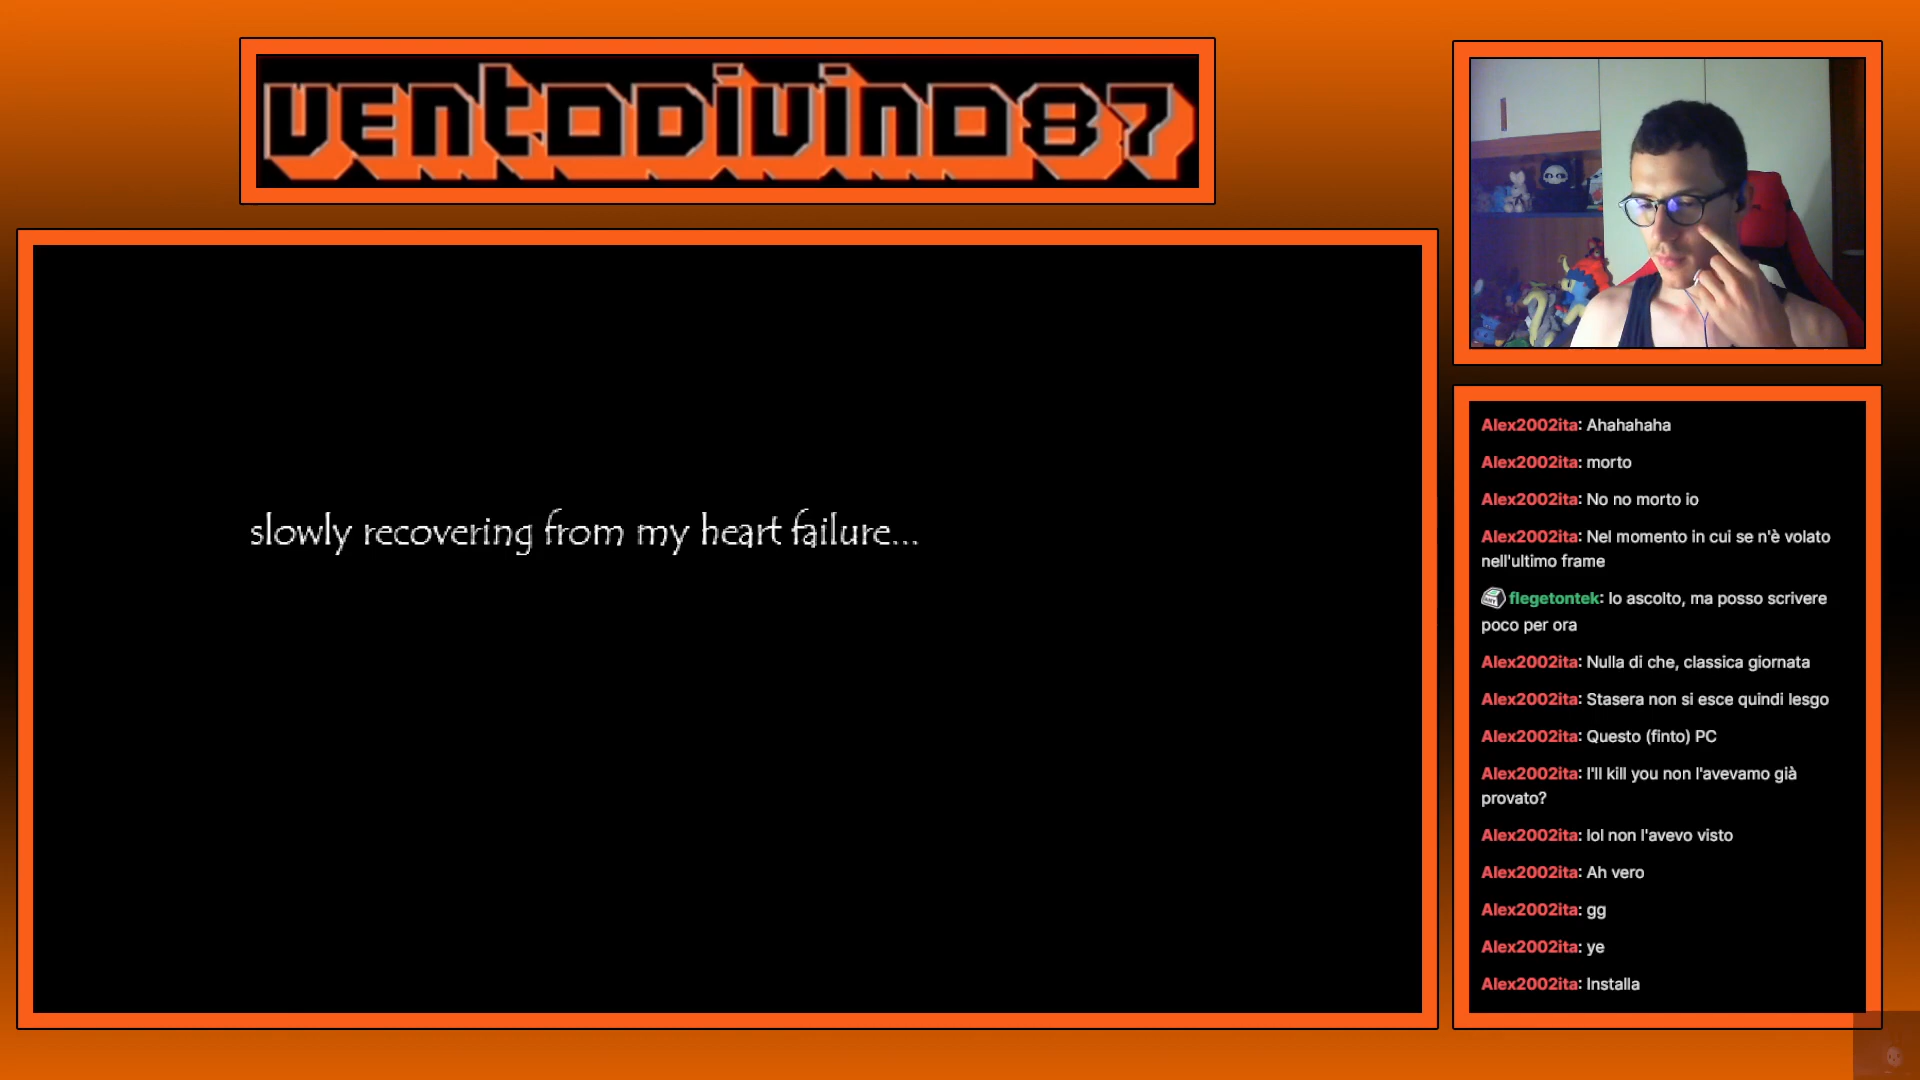 ventodivino87
slowly recovering from my heart failure...
Alex2002ita: Ahahahaha
Alex2002ita: morto
Alex2002ita: No no morto io
Alex2002ita: Nel momento in cui se n'è volato
nell'ultimo frame
flegetontek: Io ascolto, ma posso scrivere
poco per ora
Alex2002ita: Nulla di che, classica giornata
Alex2002ita: Stasera non si esce quindi lesgo
Alex2002ita: Questo (finto) PC
Alex2002ita: I'll kill you non l'avevamo già
provato?
Alex2002ita: lol non l'avevo visto
Alex2002ita: Ah vero
Alex2002ita: gg
Alex2002ita: ye
Alex2002ita: Installa